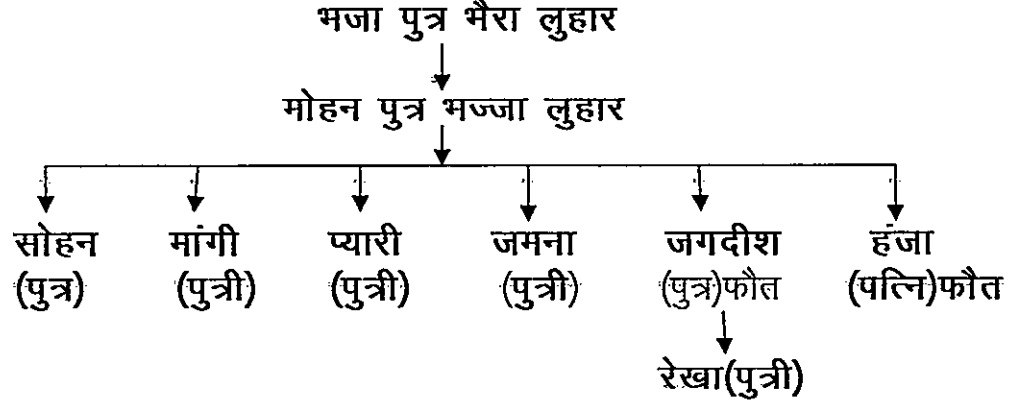 भजा पुत्र भैरा लुहार
मोहन पुत्र भज्जा लुहार
सोहन मांगी प्यारी जमना जगदीश हंजा
(पुत्र) (पुत्री) (पुत्री) (पुत्री) (पुत्र)फौत (पत्नि)फौत
रेखा(पुत्री)